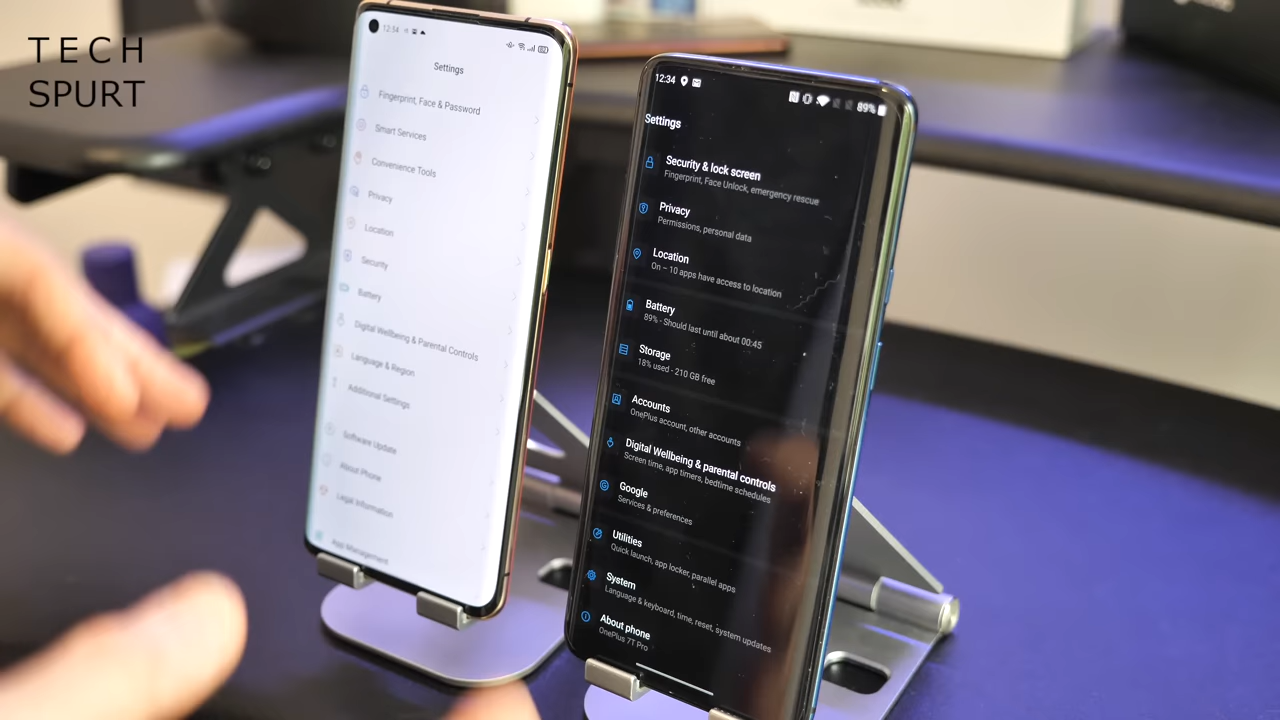 TECH
SPURT
12:34
Settings
Fingerprint, Face & Password
Smart Services
Convenience Tools
Privacy
Location
Security
Battery
Digital Wellbeing & Parental Controls
Language & Region
Additional Settings
Software Update
About Phone
Legal Information
App Management
12:34
89%
Settings
Security & lock screen
Fingerprint, Face Unlock, emergency rescue
Privacy
Permissions, personal data
Location
On – 10 apps have access to location
Battery
89% - Should last until about 00:45
Storage
18% used - 210 GB free
Accounts
OnePlus account, other accounts
Digital Wellbeing & parental controls
Screen time, app timers, bedtime schedules
Google
Services & preferences
Utilities
Quick launch, app locker, parallel apps
System
Language & keyboard, time, reset, system updates
About phone
OnePlus 7T Pro